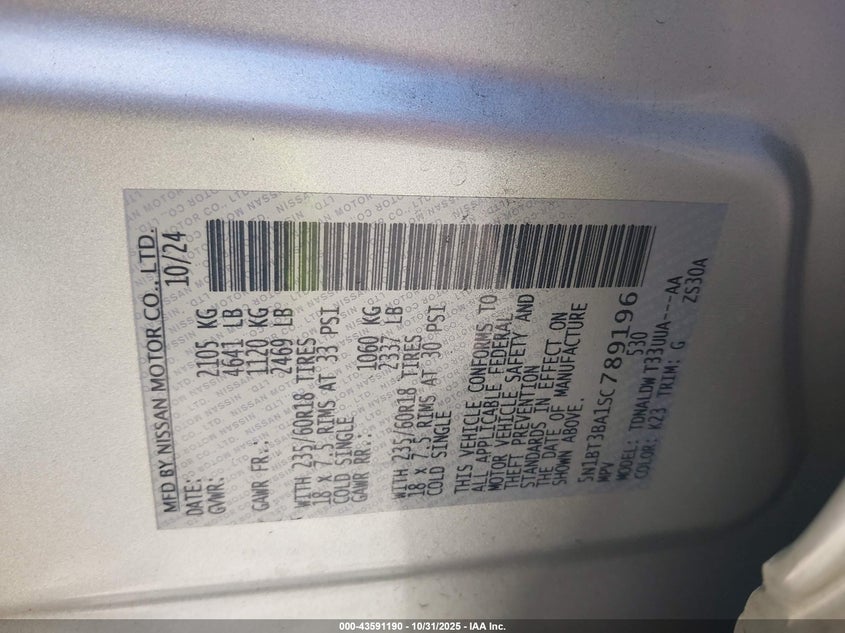 MFD BY NISSAN MOTOR CO., LTD.
DATE: 10/24
GVWR: 2105 KG
4641 LB
GAWR FR.: 1120 KG
2469 LB
WITH 235/60R18 TIRES
18 X 7.5 RIMS AT 33 PSI
COLD SINGLE
GAWR RR.: 1060 KG
2337 LB
WITH 235/60R18 TIRES
18 X 7.5 RIMS AT 30 PSI
COLD SINGLE
THIS VEHICLE CONFORMS TO
ALL APPLICABLE FEDERAL
MOTOR VEHICLE SAFETY AND
THEFT PREVENTION
STANDARDS IN EFFECT ON
THE DATE OF MANUFACTURE
SHOWN ABOVE.
5N1BT3BA1SC789196
MPV S30
MODEL: TDNALDW T33UUA---AA
COLOR: K23 TRIM: G ZS30A
000-43591190 - 10/31/2025 - IAA Inc.